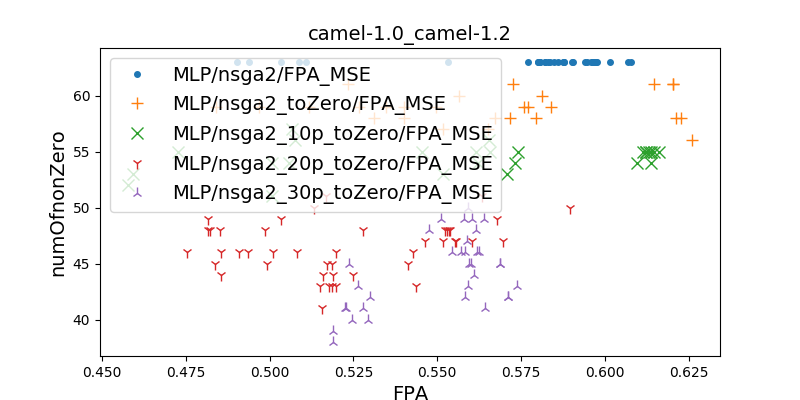 camel-1.0_camel-1.2
MLP/nsga2/FPA_MSE
MLP/nsga2_toZero/FPA_MSE
MLP/nsga2_10p_toZero/FPA_MSE
MLP/nsga2_20p_toZero/FPA_MSE
MLP/nsga2_30p_toZero/FPA_MSE
numOfnonZero
60
55
50
45
40
0.450 0.475 0.500 0.525 0.550 0.575 0.600 0.625
FPA